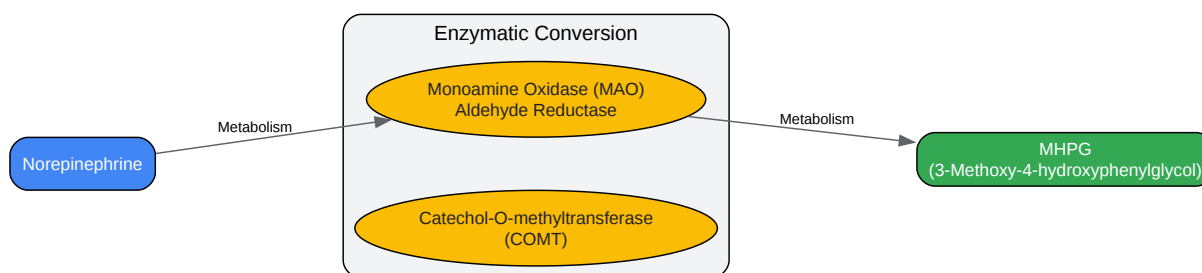 Enzymatic Conversion
Monoamine Oxidase (MAO)
Aldehyde Reductase
Metabolism
Metabolism
Norepinephrine
MHPG
(3-Methoxy-4-hydroxyphenylglycol)
Catechol-O-methyltransferase
(COMT)